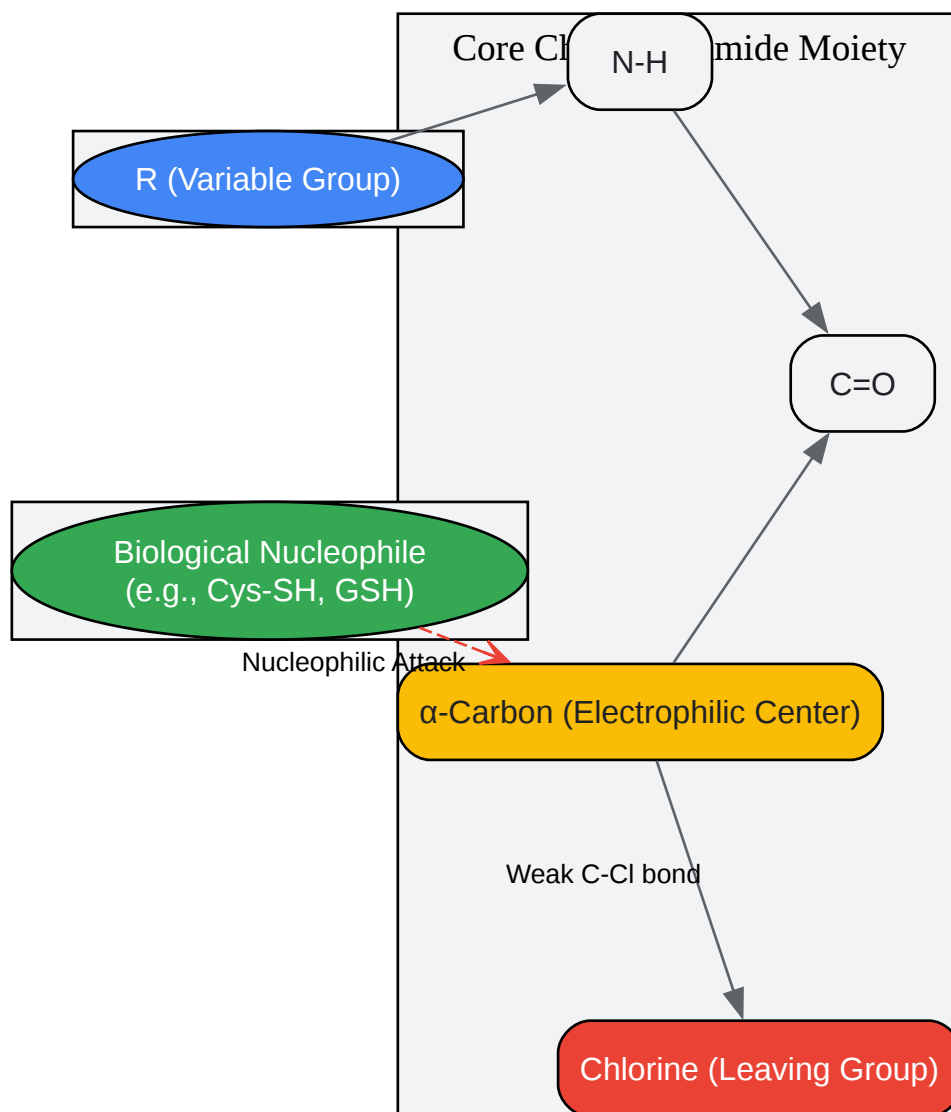 Core Ch
mide Moiety
N-H
R (Variable Group)
C=O
Biological Nucleophile
(e.g., Cys-SH, GSH)
Nucleophilic Attack
α-Carbon (Electrophilic Center)
Weak C-Cl bond
Chlorine (Leaving Group)